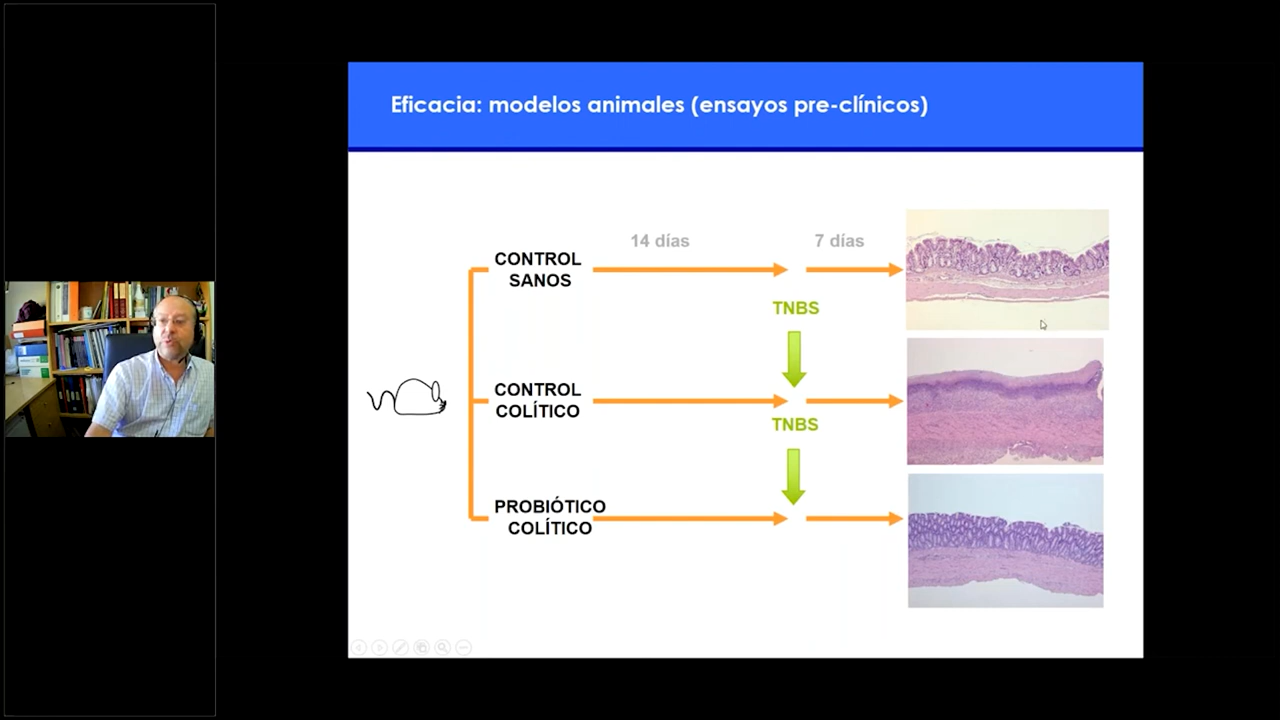 Eficacia: modelos animales (ensayos pre-clínicos)
14 días
7 días
CONTROL
SANOS
TNBS
CONTROL
COLÍTICO
TNBS
PROBIÓTICO
COLÍTICO